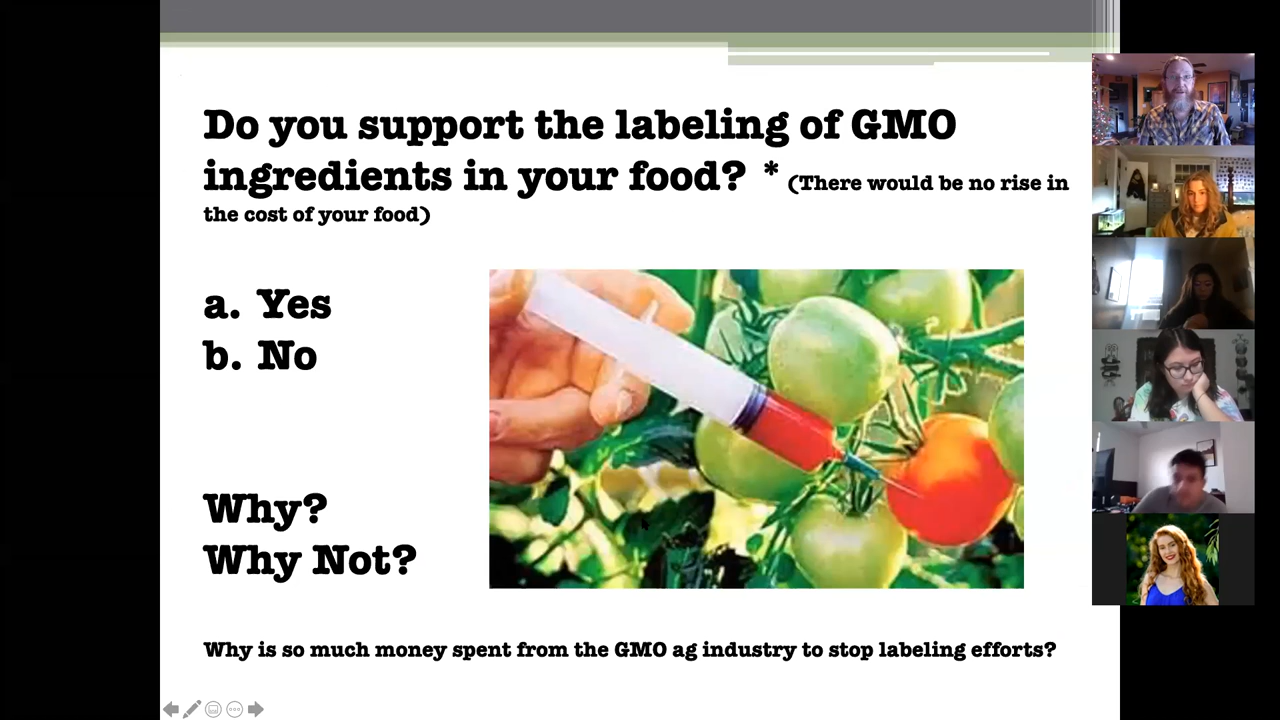 Do you support the labeling of GMO
ingredients in your food? * (There would be no rise in
the cost of your food)
a. Yes
b. No
Why?
Why Not?
Why is so much money spent from the GMO ag industry to stop labeling efforts?